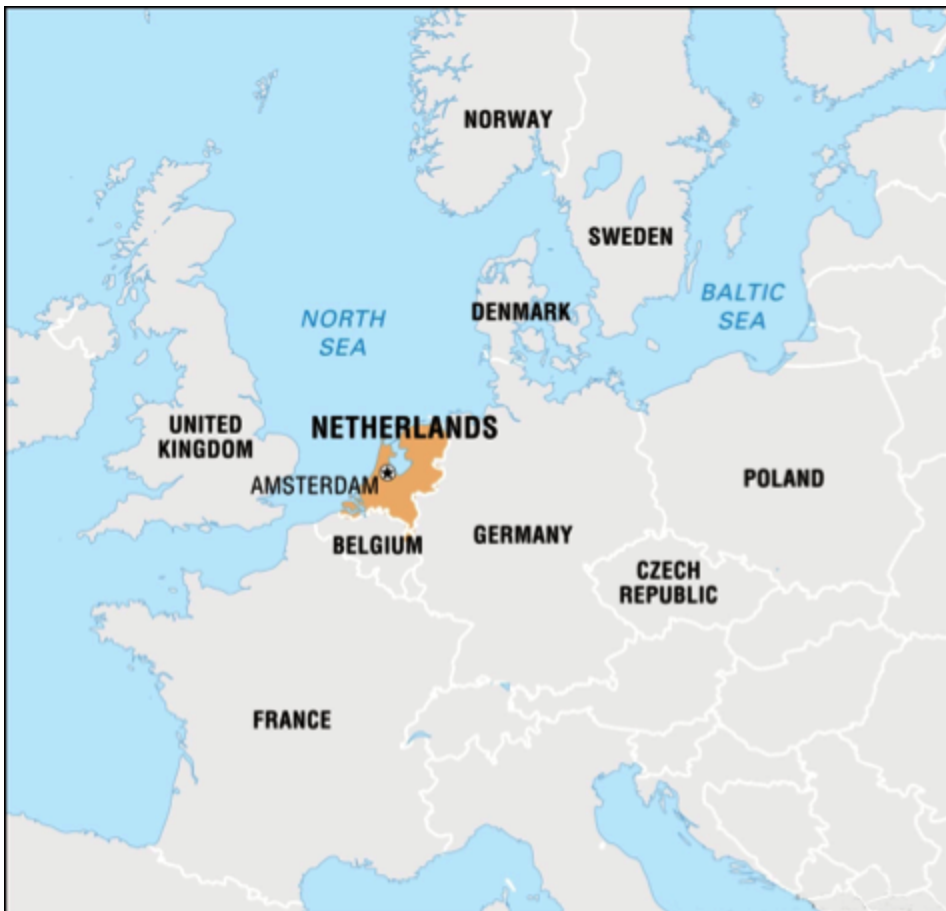 NORWAY
SWEDEN
NORTH
SEA
DENMARK
BALTIC
SEA
UNITED
KINGDOM
NETHERLANDS
AMSTERDAM
BELGIUM
GERMANY
POLAND
CZECH
REPUBLIC
FRANCE